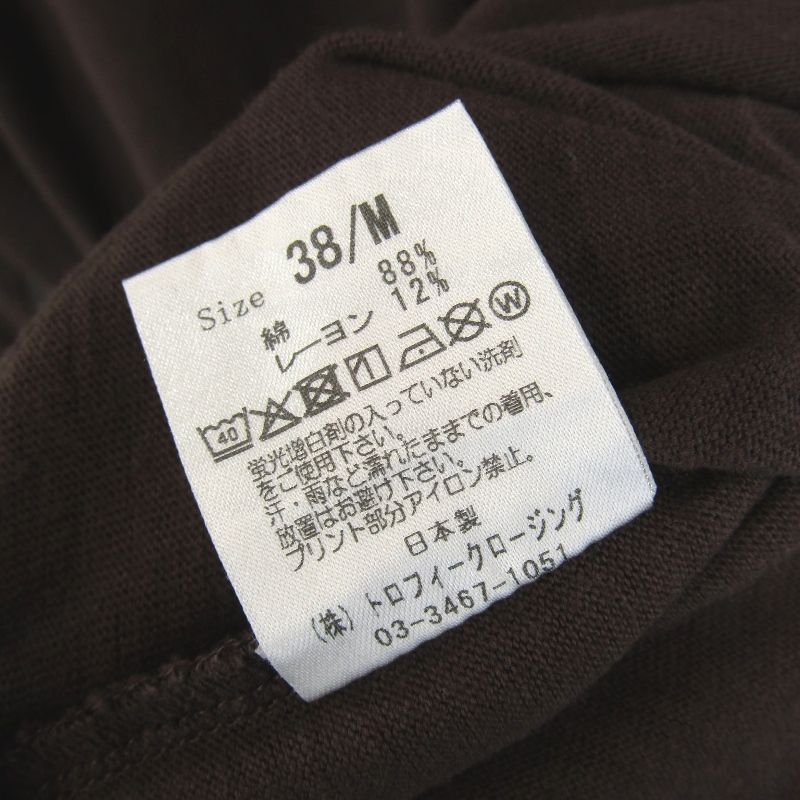 Size 38/M
綿 88%
レーヨン 12%
40 W
蛍光増白剤の入っていない洗剤
をご使用下さい。
汗・雨など濡れたままでの着用、
放置はお避け下さい。
プリント部分アイロン禁止。
日本製
(株)トロフィークロージング
03-3467-1051